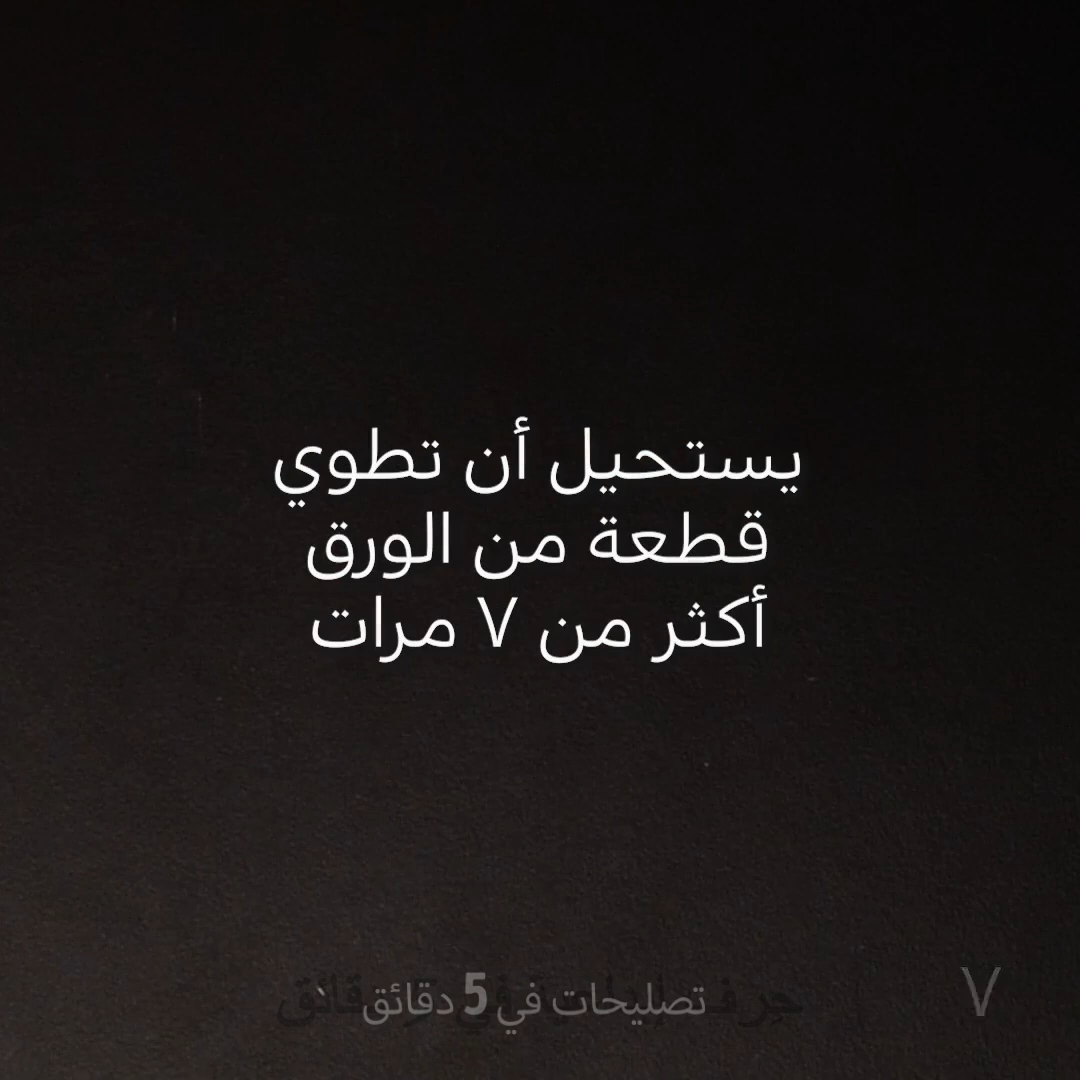 يستحيل أن تطوي
قطعة من الورق
أكثر من ٧ مرات
تصليحات في 5 دقائق
٧